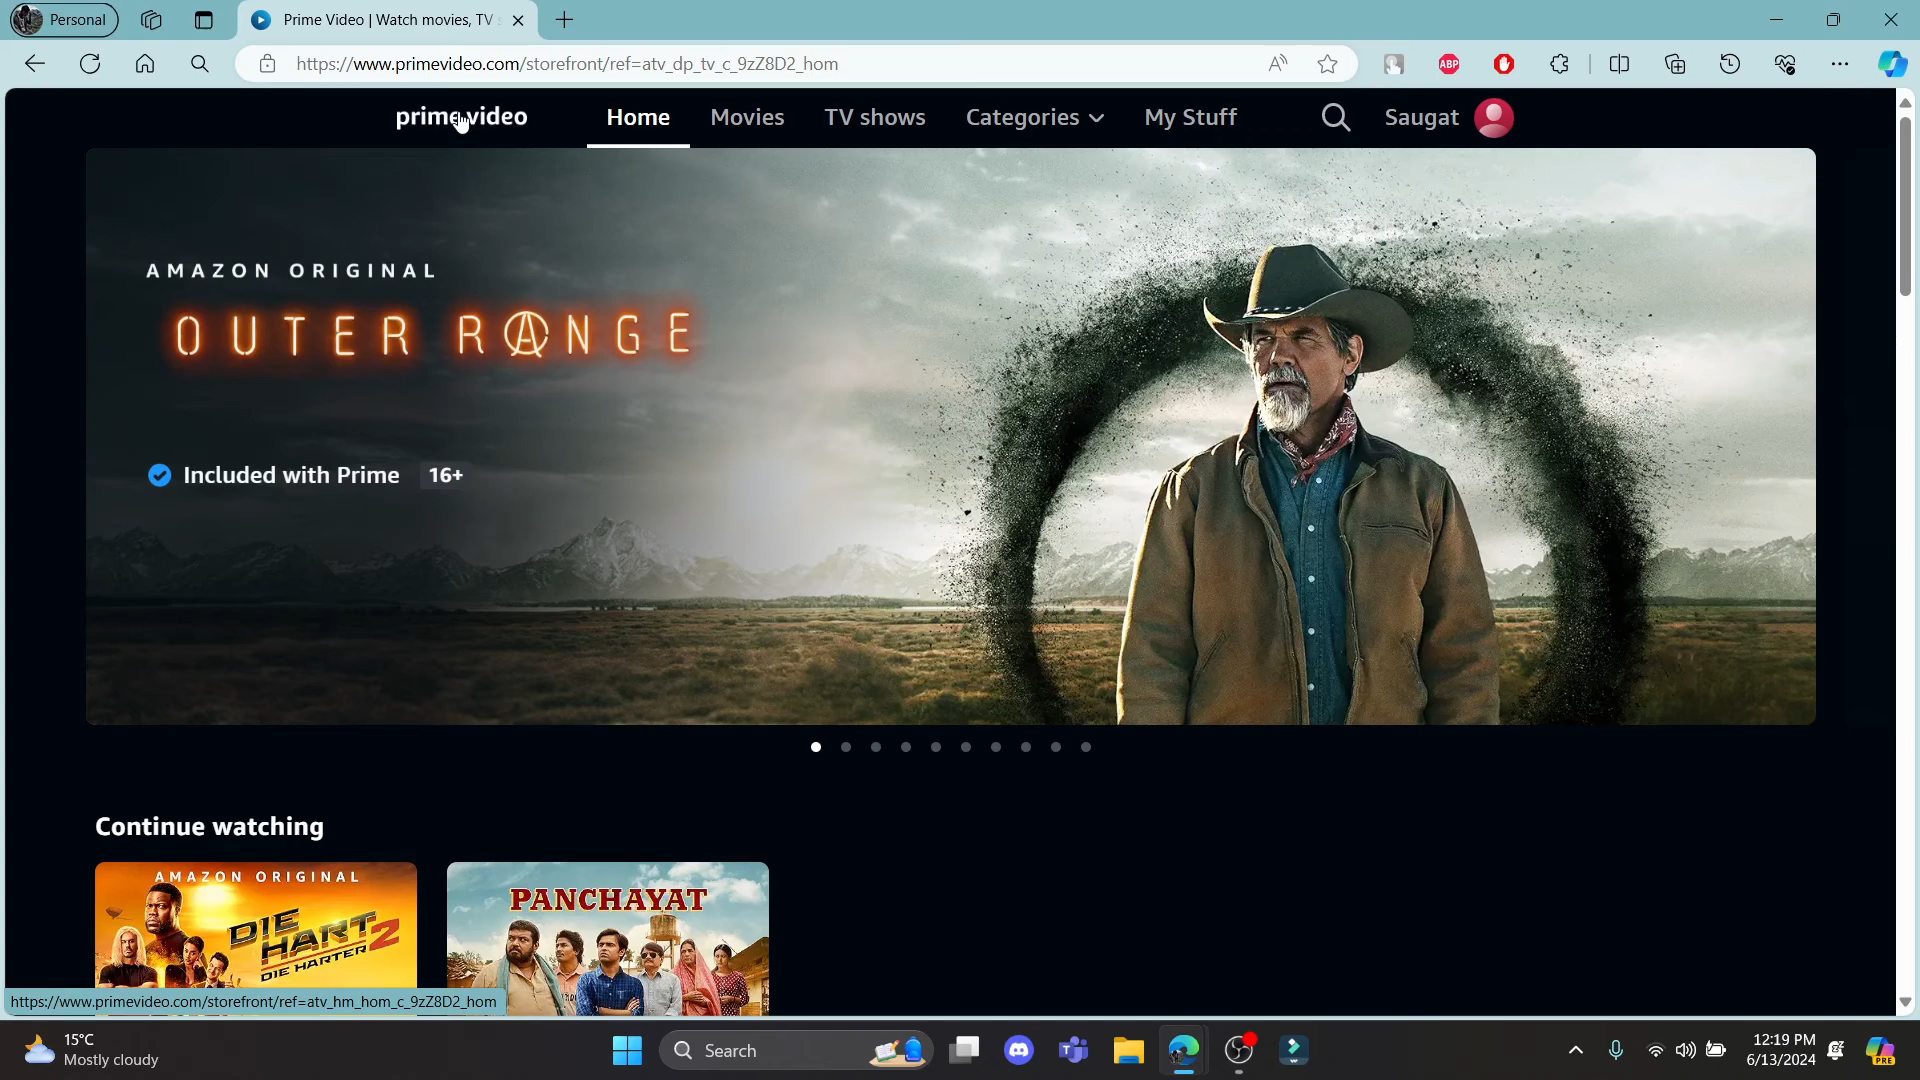 Personal
Prime Video | Watch movies, TV s
https://www.primevideo.com/storefront/ref=atv_dp_tv_c_9zZ8D2_hom
ABP
prime video
Home
Movies
TV shows
Categories
My Stuff
Saugat
AMAZON ORIGINAL
OUTER RANGE
Included with Prime 16+
Continue watching
AMAZON ORIGINAL
DIE HART 2
DIE HARTER
PANCHAYAT
https://www.primevideo.com/storefront/ref=atv_hm_hom_c_9zZ8D2_hom
15°C
Mostly cloudy
Search
12:19 PM
6/13/2024
PRE